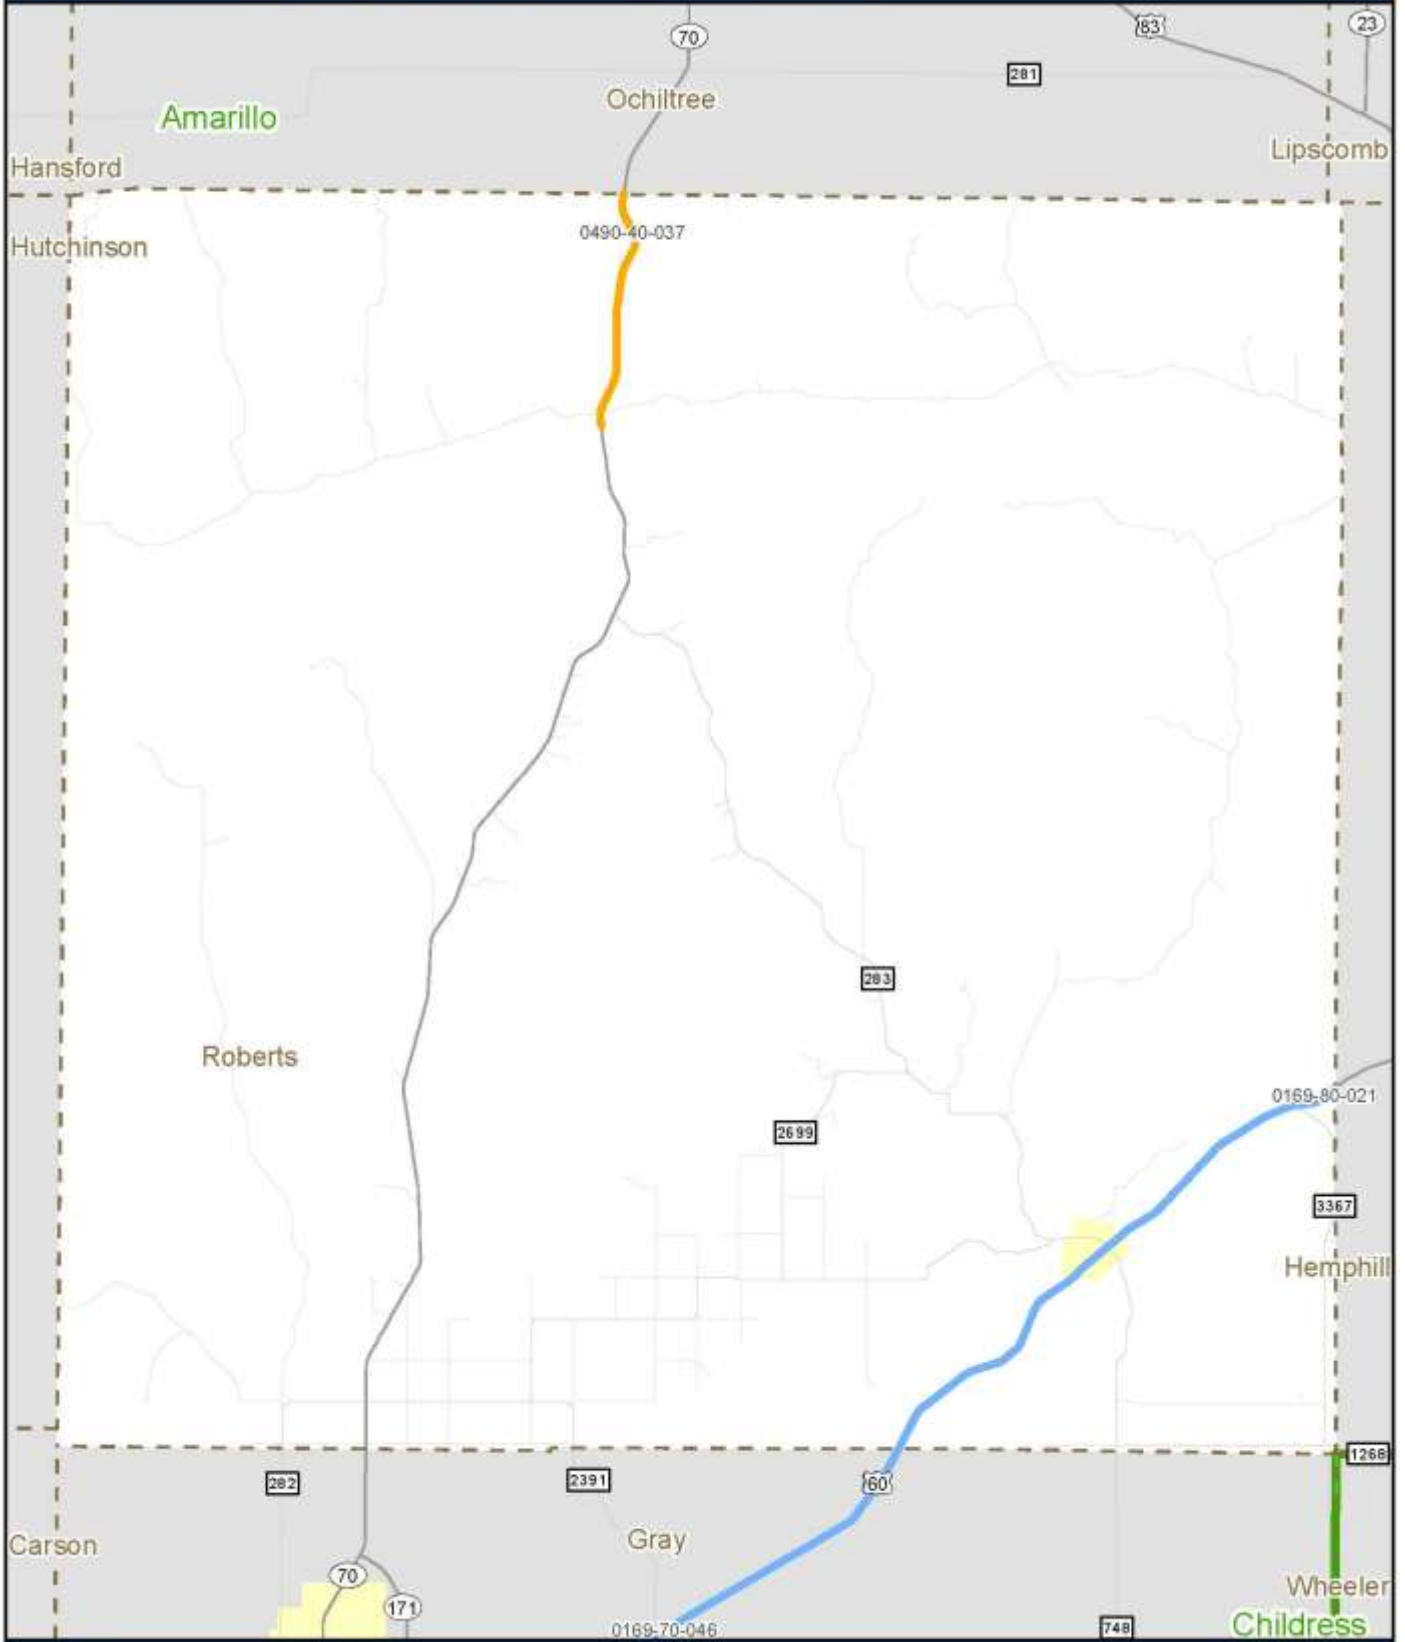 70
83
23
281
Ochiltree
Amarillo
Lipscomb
Hansford
0490-40-037
Hutchinson
283
Roberts
0169-80-021
2699
3367
Hemphill
1268
282
2391
60
Gray
Carson
70
Wheeler
171
Childress
0169-70-046
748